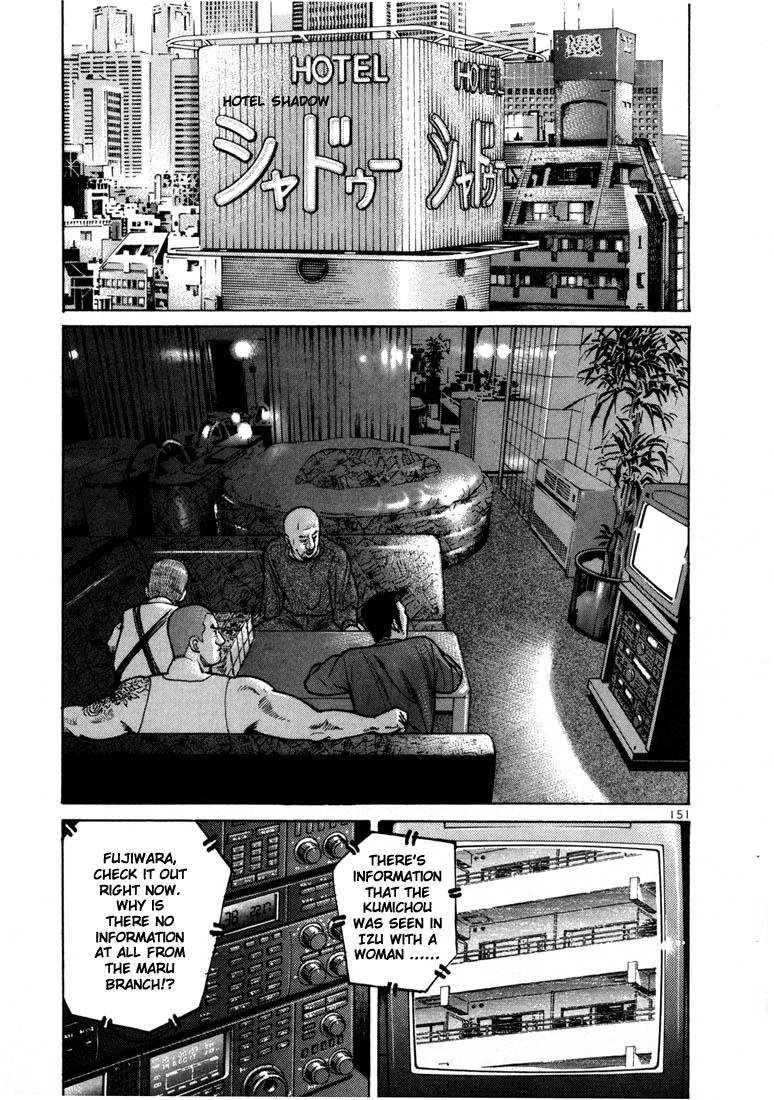 HOTEL
HOTEL SHADOW
シャドゥー
HOTEL
シャドゥー
151
THERE'S
INFORMATION
THAT THE
KUMICHOU
WAS SEEN IN
IZU WITH A
WOMAN ......
FUJIWARA,
CHECK IT OUT
RIGHT NOW.
WHY IS
THERE NO
INFORMATION
AT ALL FROM
THE MARU
BRANCH!?